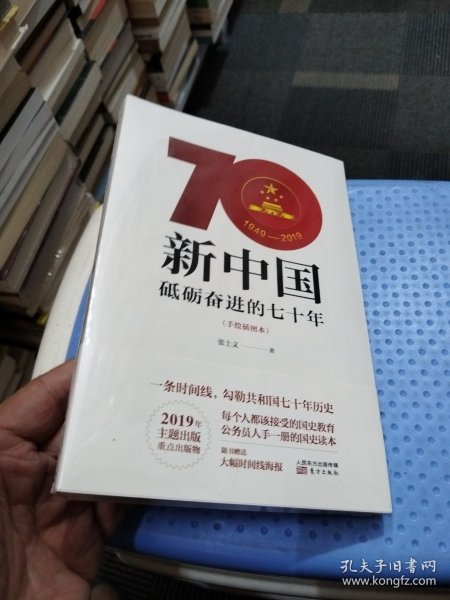 70
1949—2019
新中国
砥砺奋进的七十年
(手绘插图本)
张士义——著
一条时间线，勾勒共和国七十年历史
2019年
主题出版
重点出版物
每个人都该接受的国史教育
公务员人手一册的国史读本
随书赠送
大幅时间线海报
人民东方出版传媒
东方出版社
孔夫子旧书网
www.kongfz.com